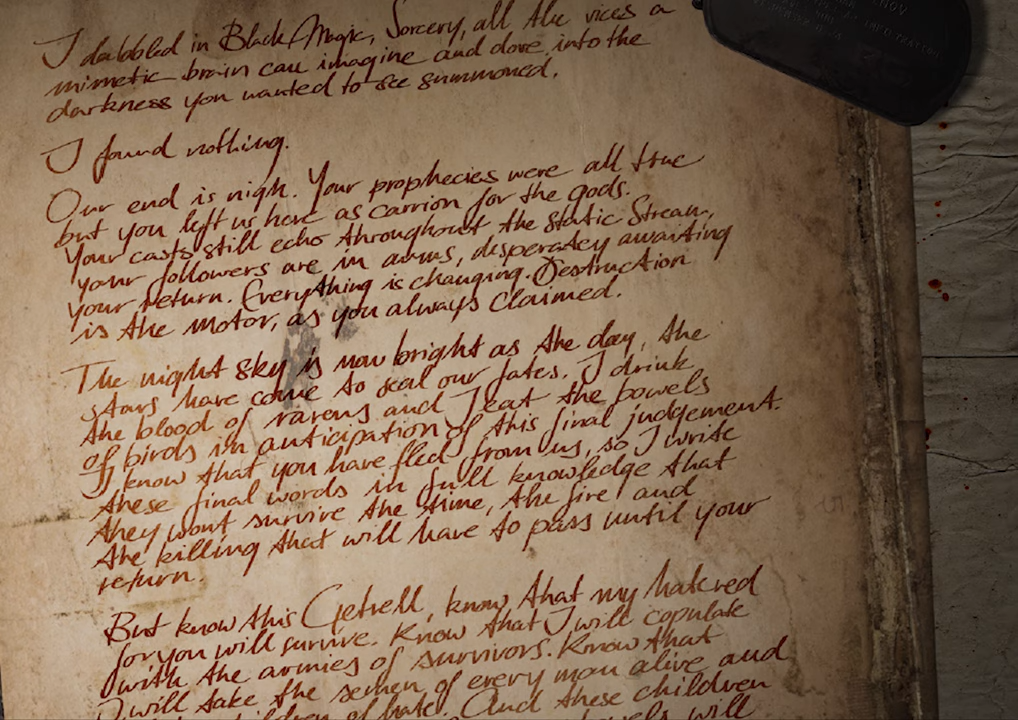 I dabbled in Black Magic, Sorcery, all the vices a
mimetic brain can imagine and dove into the
darkness you wanted to see summoned.
I found nothing.
Our end is nigh. Your prophecies were all true
but you left us here as carrion for the gods.
Your casts still echo throughout the Static Stream,
your followers are in arms, desperatley awaiting
your return. Everything is changing. Destruction
is the motor, as you always claimed.
The night sky is now bright as the day, the
stars have come to seal our fates. I drink
the blood of ravens and I eat the bowels
of birds in anticipation of this final judgement.
I know that you have fled from us, so I write
these final words in full knowledge that
they wont survive the time, the fire and
the killing that will have to pass until your
return.
But know this Getrell, know that my hatred
for you will survive. Know that I will copulate
with the armies of survivors. Know that
I will take the semen of every man alive and
children of hate. And these children
bowels will